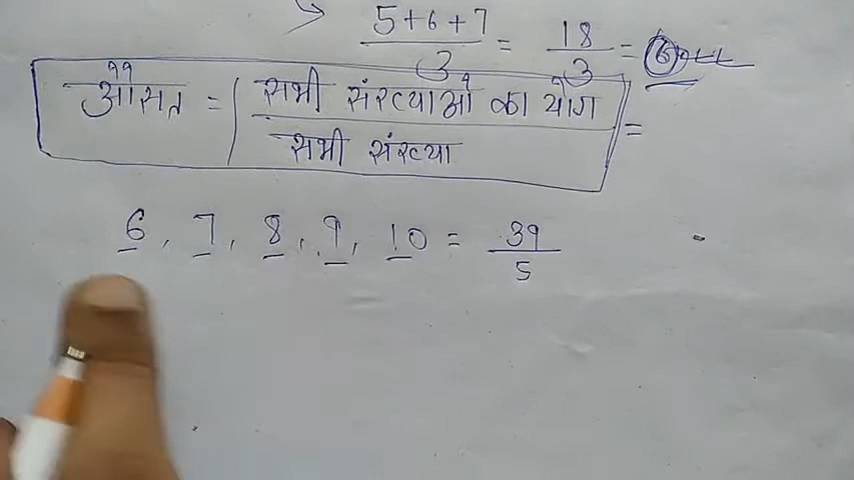 5+6+7 / 3 = 18 / 3 = 6
औसत = सभी संख्याओं का योग / सभी संख्या =
6, 7, 8, 9, 10 = 39 / 5